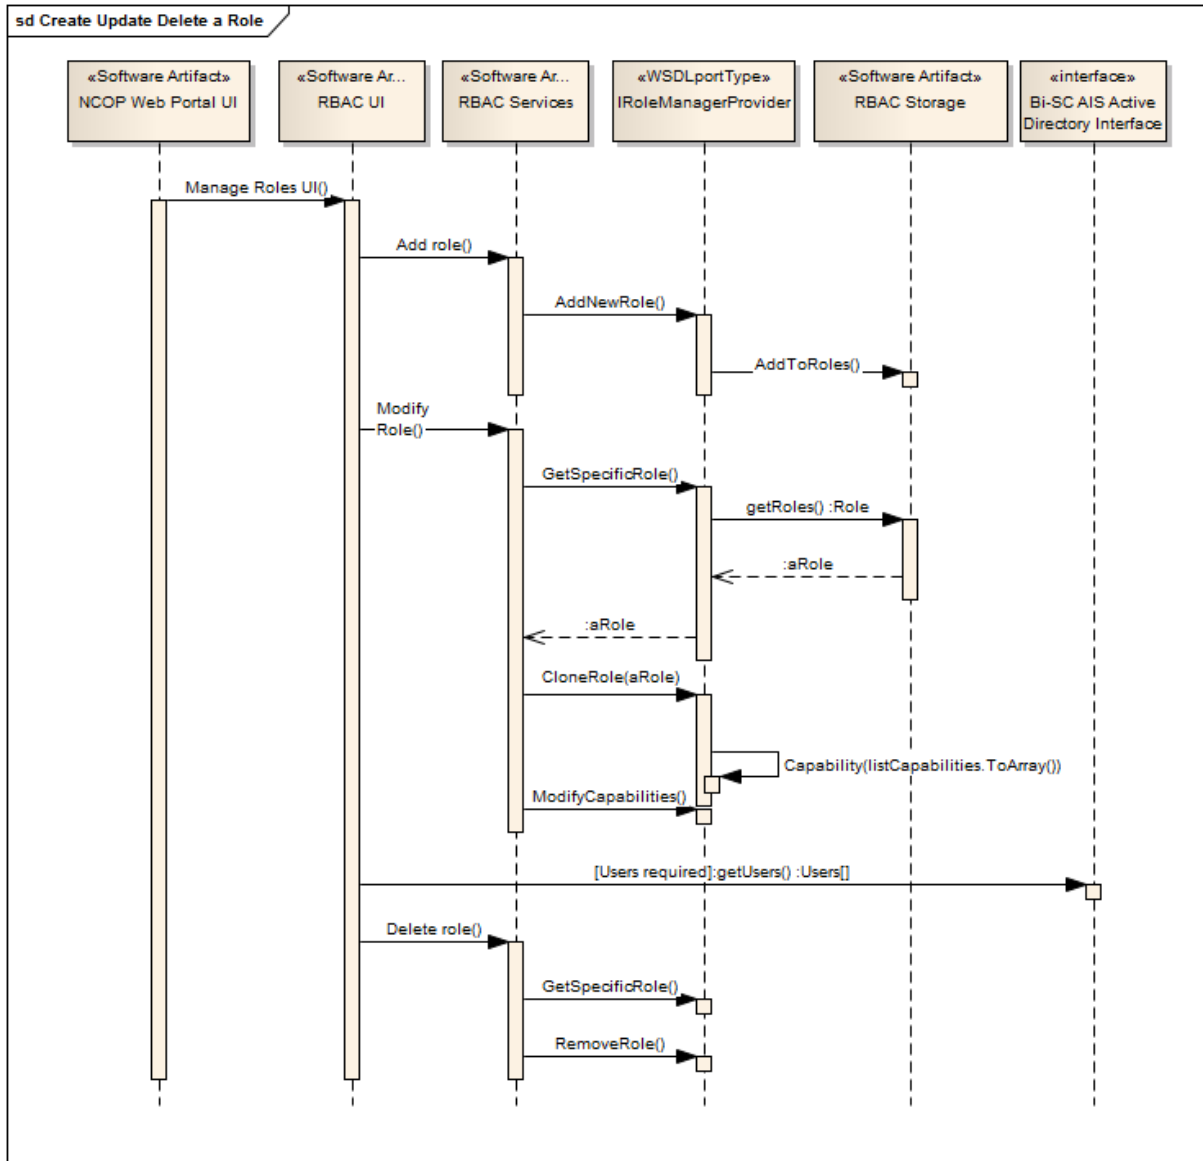 sd Create Update Delete a Role
«Software Artifact»
NCOP Web Portal UI
«Software Ar...
RBAC UI
«Software Ar...
RBAC Services
«WSDLportType»
IRoleManagerProvider
«Software Artifact»
RBAC Storage
«interface»
Bi-SC AIS Active
Directory Interface
Manage Roles UI()
Add role()
AddNewRole()
AddToRoles()
Modify
Role()
GetSpecificRole()
getRoles() :Role
:aRole
:aRole
CloneRole(aRole)
Capability(listCapabilities.ToArray())
ModifyCapabilities()
[Users required]:getUsers() :Users[]
Delete role()
GetSpecificRole()
RemoveRole()